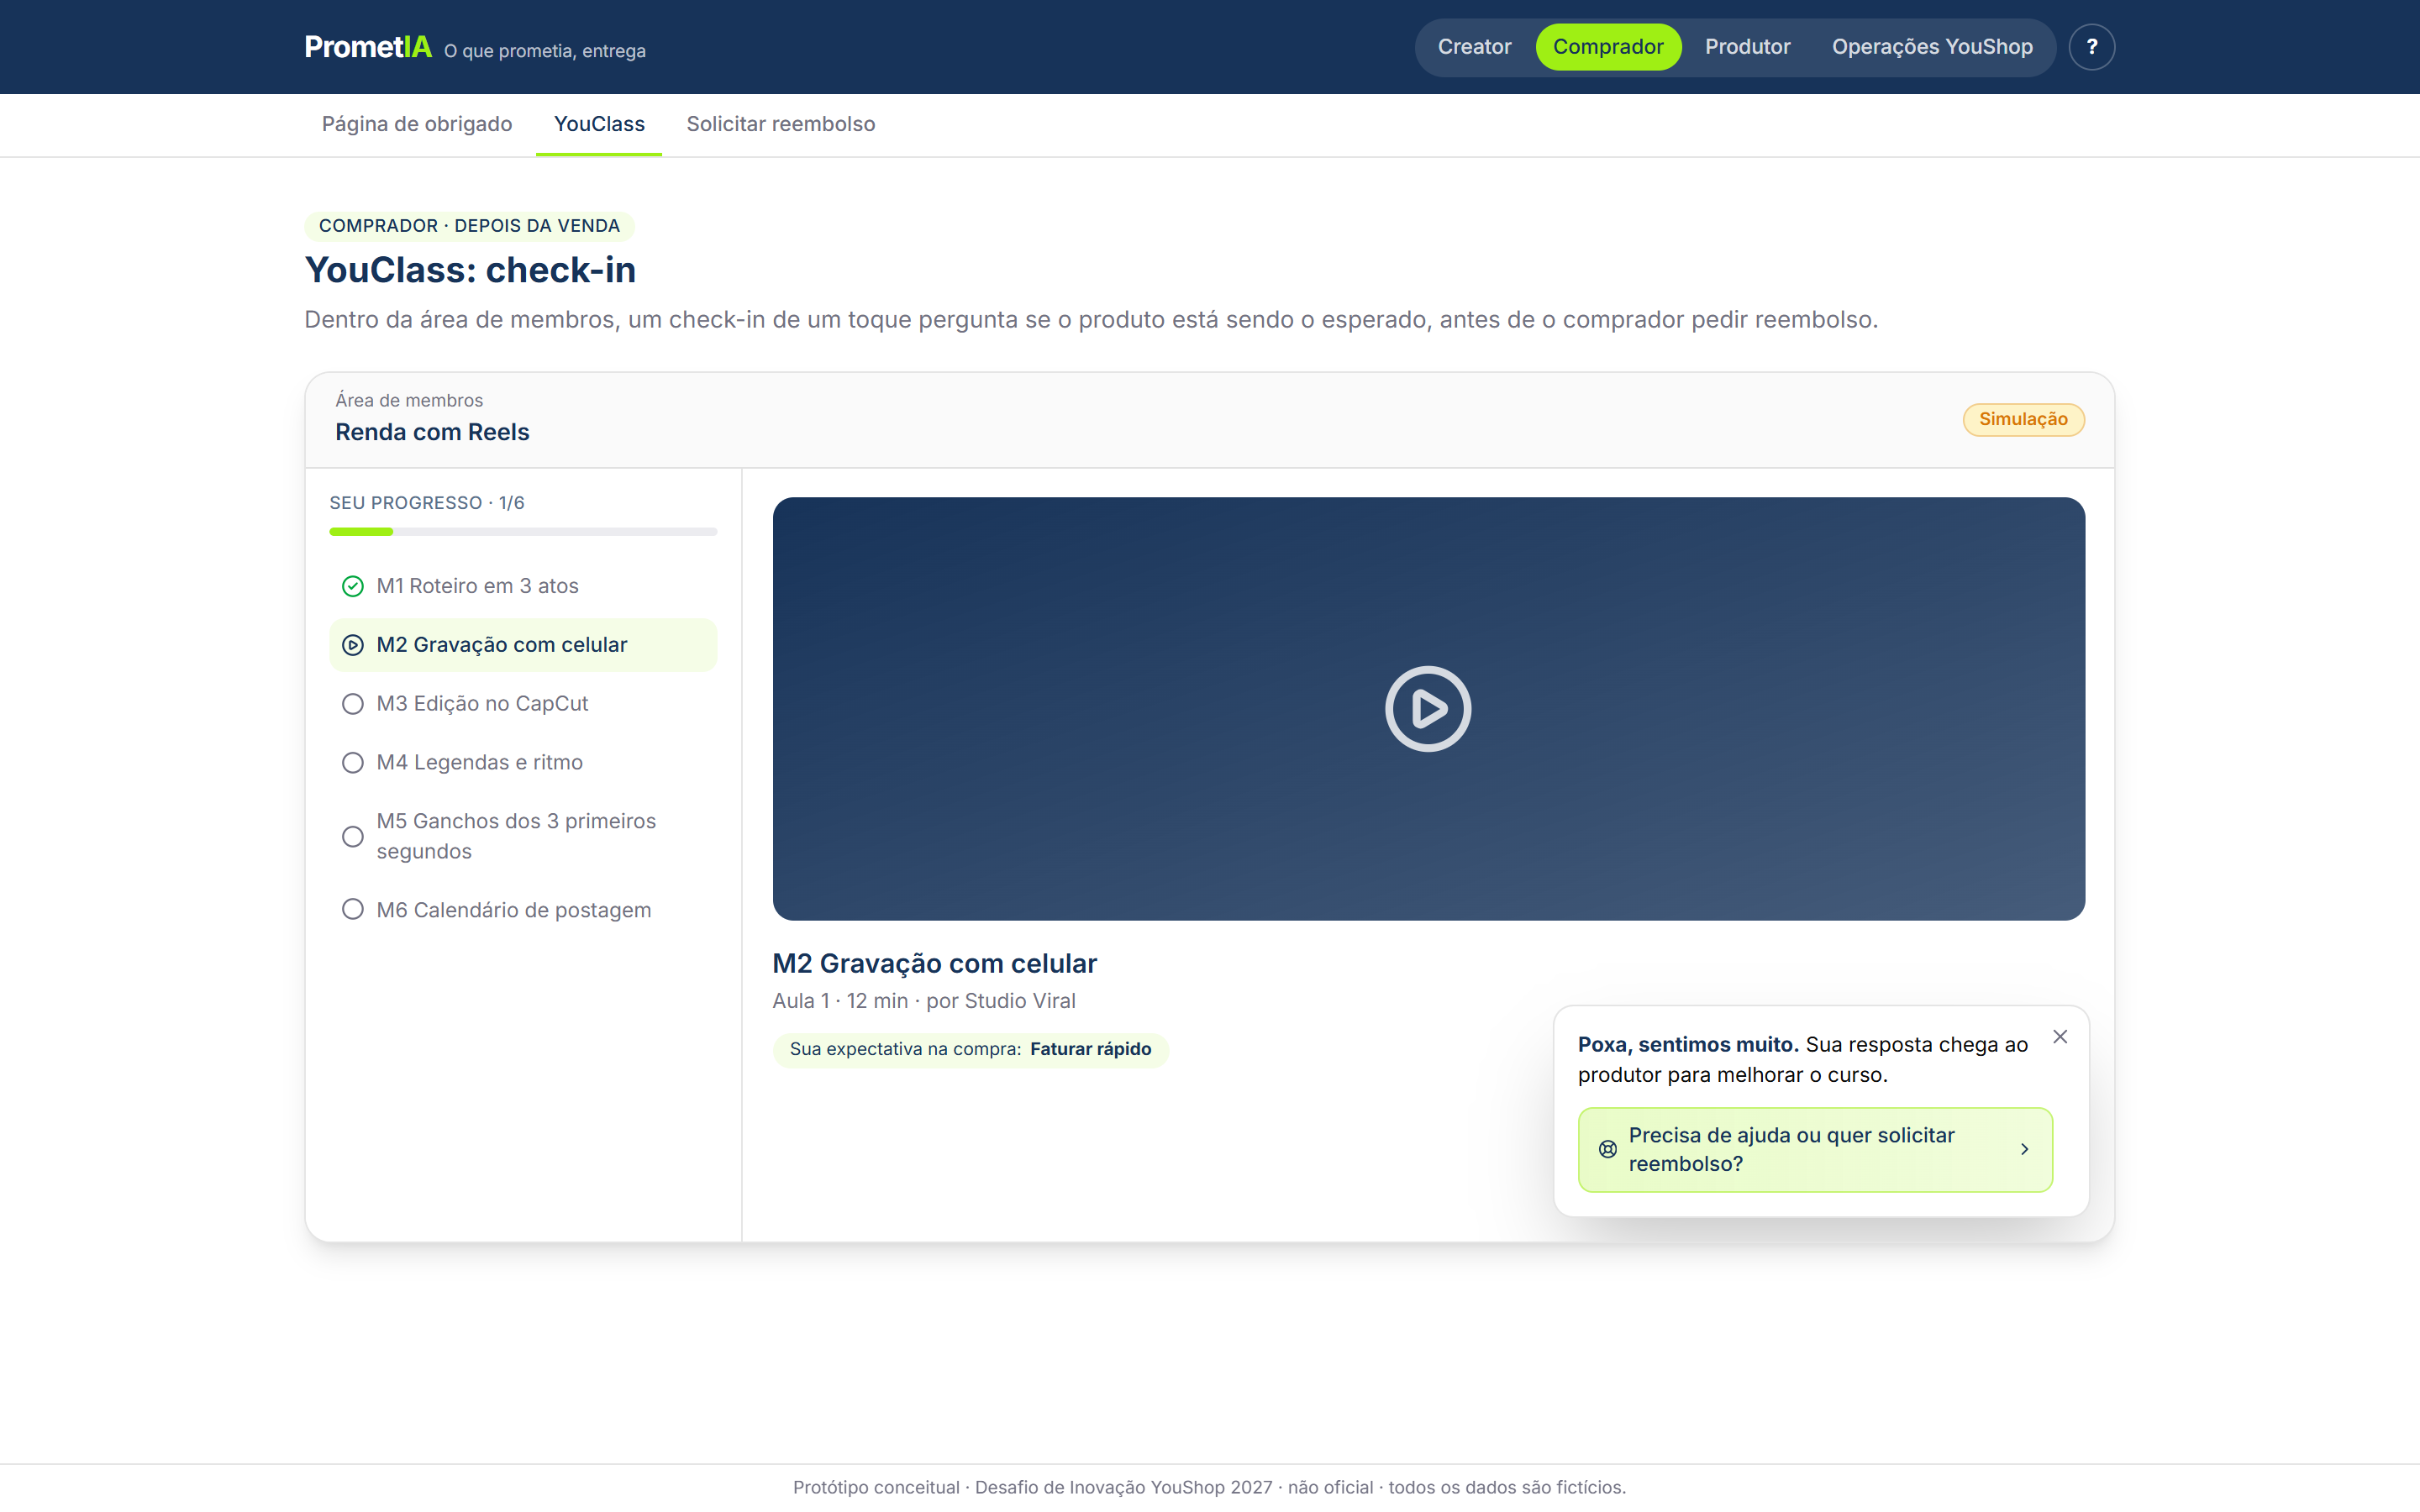 PrometIA O que prometia, entrega
Creator Comprador Produtor Operações YouShop ?
Página de obrigado YouClass Solicitar reembolso
COMPRADOR · DEPOIS DA VENDA
YouClass: check-in
Dentro da área de membros, um check-in de um toque pergunta se o produto está sendo o esperado, antes de o comprador pedir reembolso.
Área de membros
Renda com Reels
Simulação
SEU PROGRESSO · 1/6
M1 Roteiro em 3 atos
M2 Gravação com celular
M3 Edição no CapCut
M4 Legendas e ritmo
M5 Ganchos dos 3 primeiros
segundos
M6 Calendário de postagem
M2 Gravação com celular
Aula 1 · 12 min · por Studio Viral
Sua expectativa na compra: Faturar rápido
Poxa, sentimos muito. Sua resposta chega ao
produtor para melhorar o curso.
Precisa de ajuda ou quer solicitar
reembolso?
Protótipo conceitual · Desafio de Inovação YouShop 2027 · não oficial · todos os dados são fictícios.